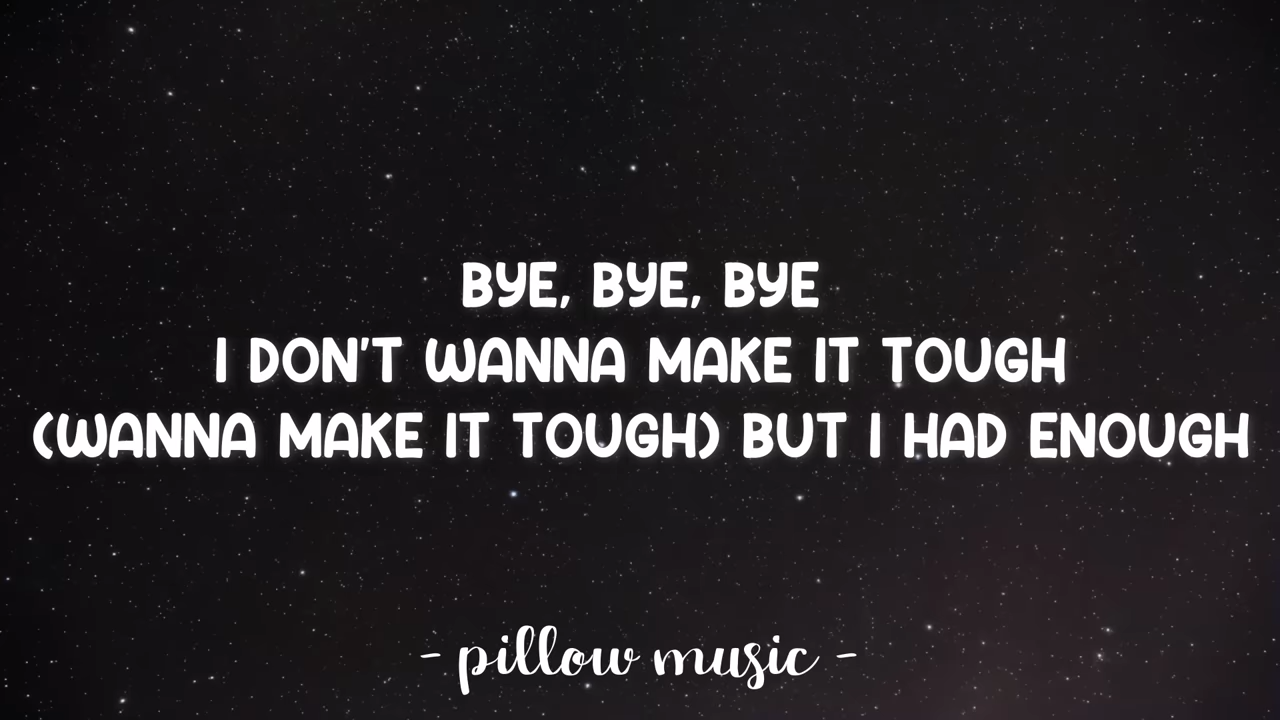 BYE, BYE, BYE
I DON'T WANNA MAKE IT TOUGH
(WANNA MAKE IT TOUGH) BUT I HAD ENOUGH
- pillow music -